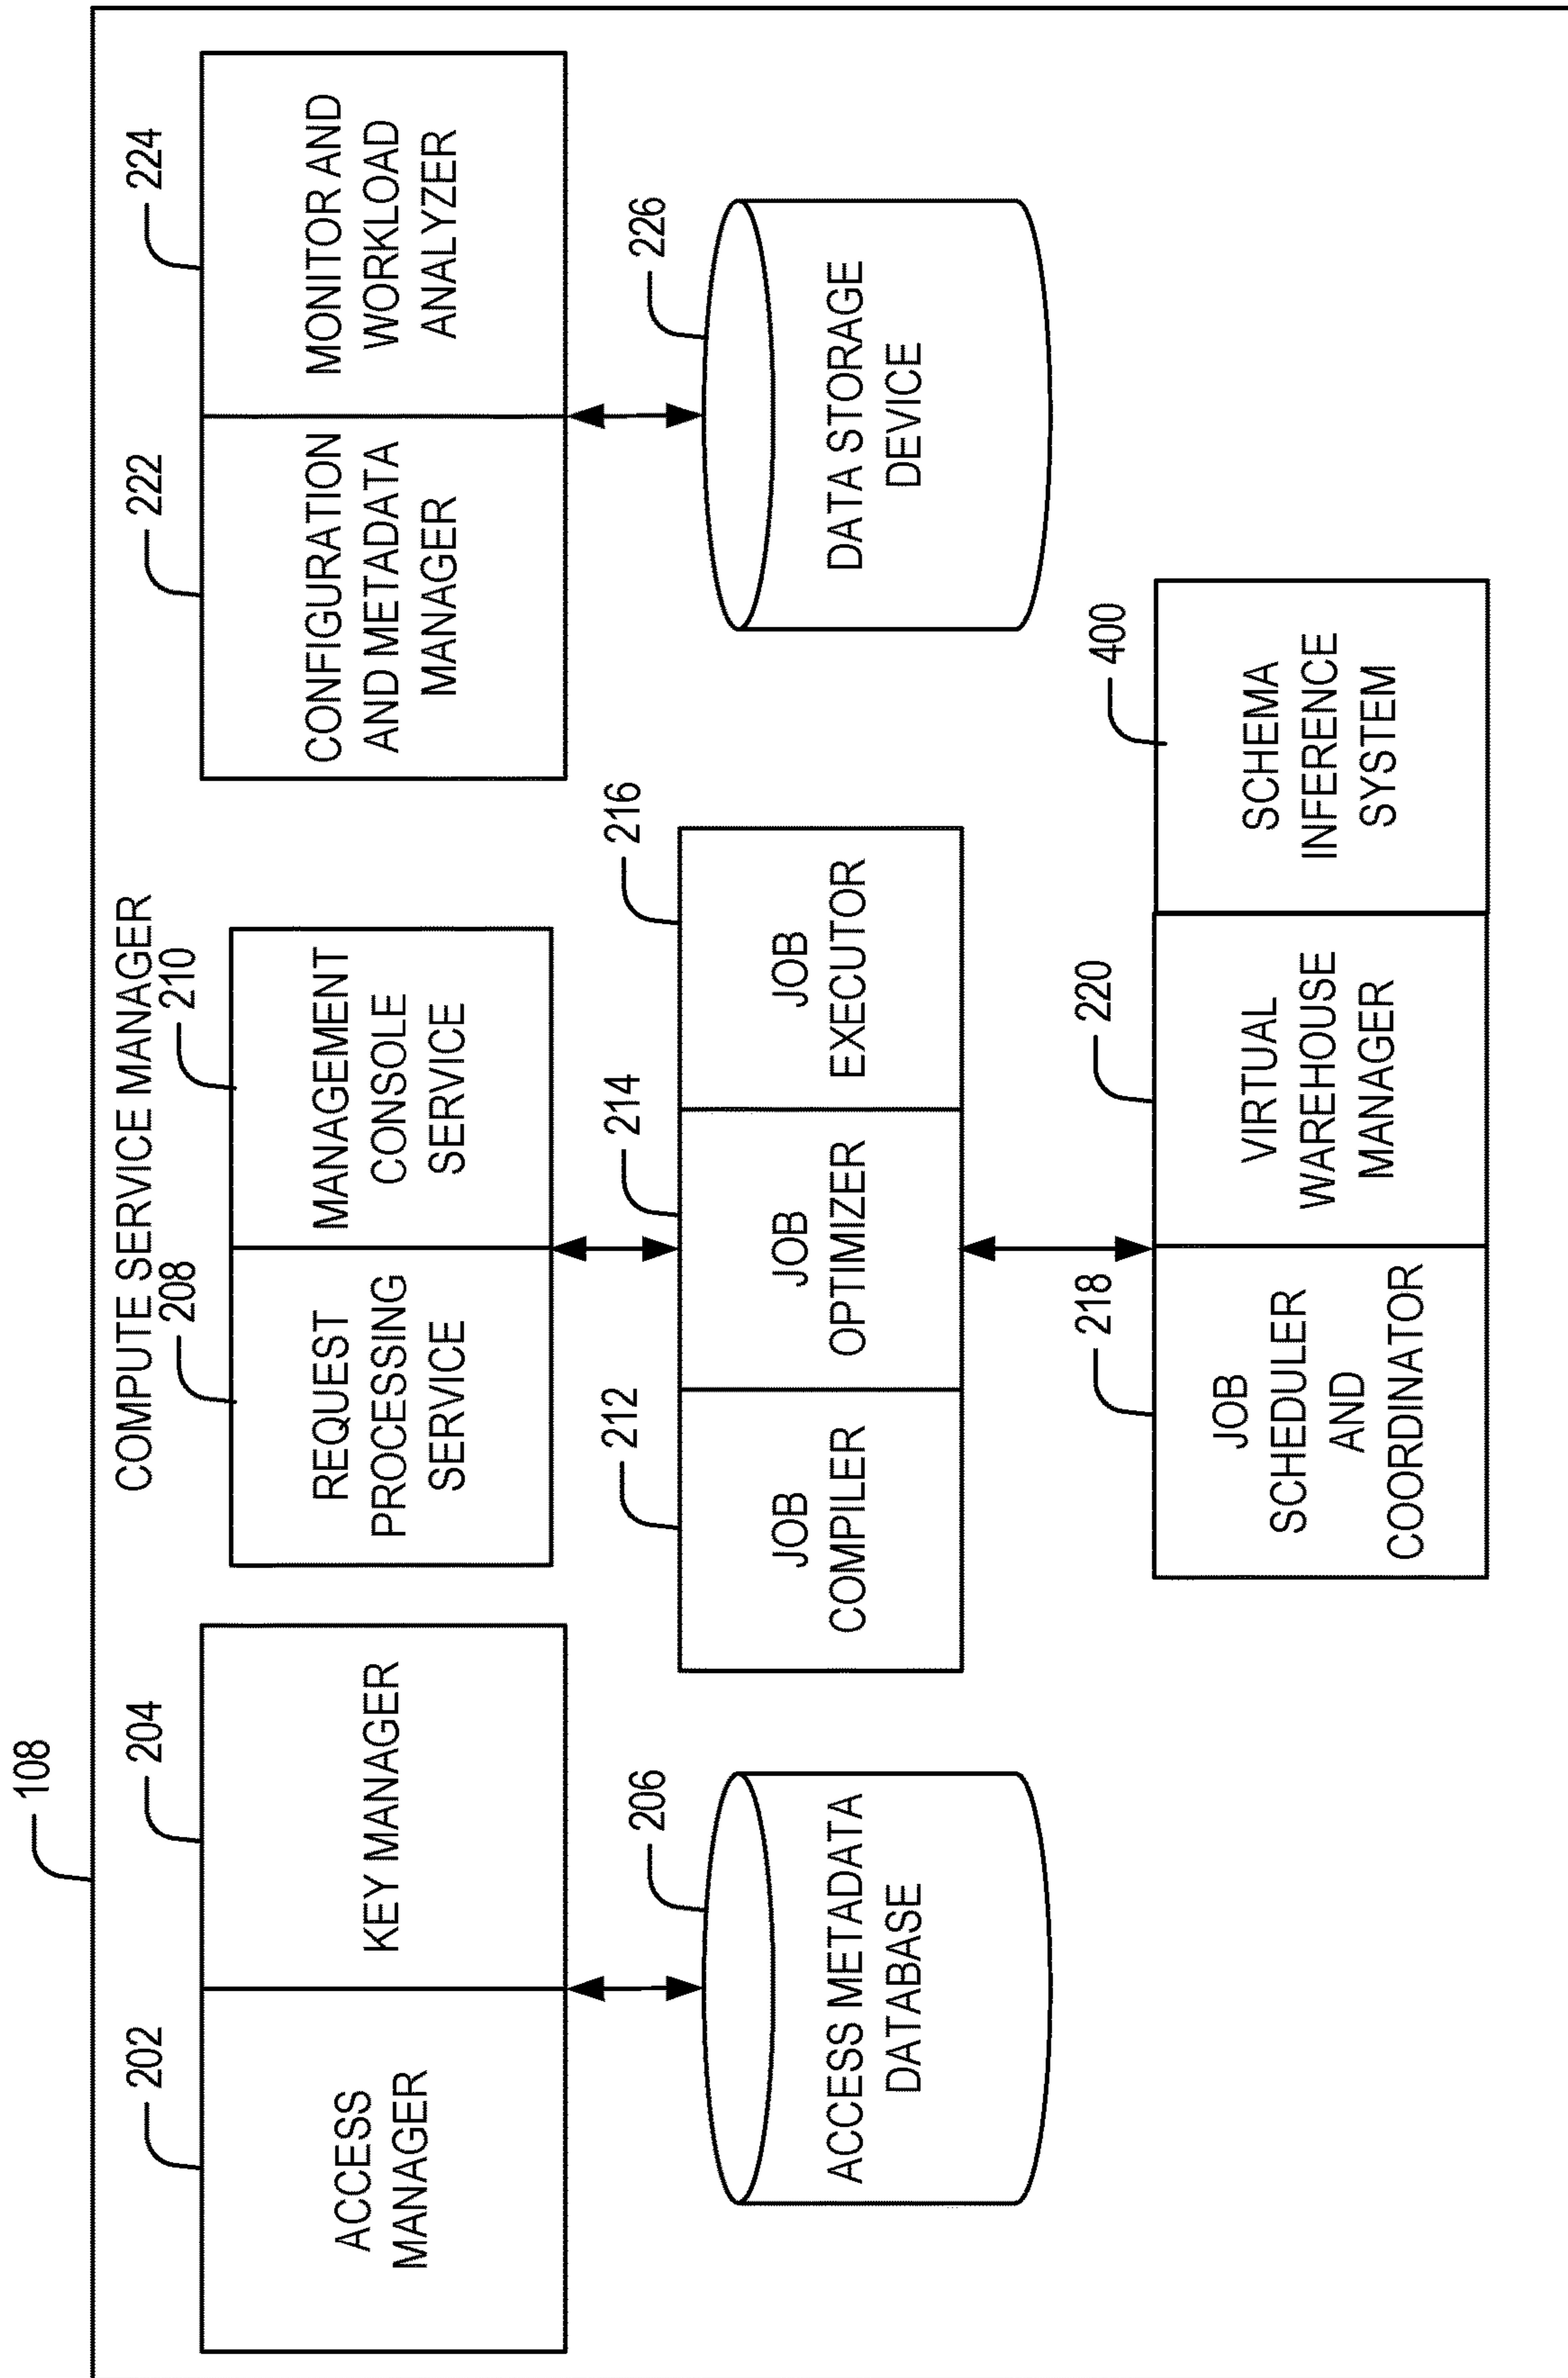 108
COMPUTE SERVICE MANAGER
202
ACCESS
MANAGER
204
KEY MANAGER
206
ACCESS METADATA
DATABASE
208
REQUEST
PROCESSING
SERVICE
210
MANAGEMENT
CONSOLE
SERVICE
212
JOB
COMPILER
214
JOB
OPTIMIZER
216
JOB
EXECUTOR
218
JOB
SCHEDULER
AND
COORDINATOR
220
VIRTUAL
WAREHOUSE
MANAGER
400
SCHEMA
INFERENCE
SYSTEM
222
CONFIGURATION
AND METADATA
MANAGER
224
MONITOR AND
WORKLOAD
ANALYZER
226
DATA STORAGE
DEVICE